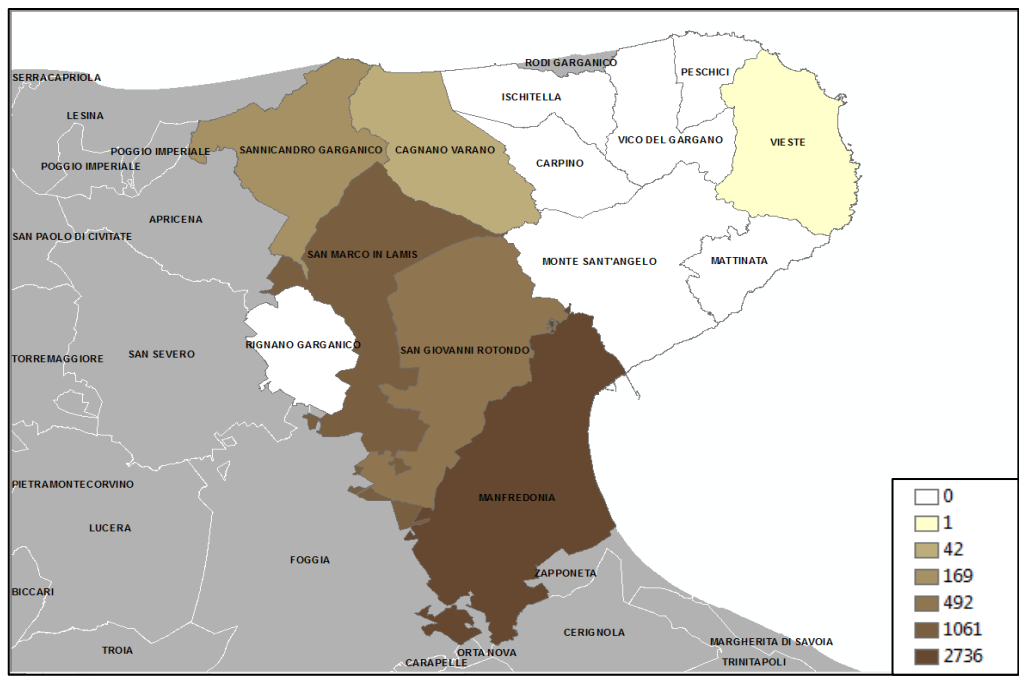 RODI GARGANICO
SERRACAPRIOLA
PESCHICI
ISCHITELLA
LESINA
VICO DEL GARGANO
VIESTE
POGGIO IMPERIALE
SANNICANDRO GARGANICO
CAGNANO VARANO
POGGIO IMPERIALE
CARPINO
APRICENA
SAN PAOLO DI CIVITATE
SAN MARCO IN LAMIS
MONTE SANT'ANGELO
MATTINATA
RIGNANO GARGANICO
SAN GIOVANNI ROTONDO
SAN SEVERO
TORREMAGGIORE
PIETRAMONTECORVINO
MANFREDONIA
LUCERA
FOGGIA
ZAPPONETA
BICCARI
CERIGNOLA
MARGHERITA DI SAVOIA
TROIA
ORTANOVA
CARAPELLE
TRINITAPOLI
0
1
42
169
492
1061
2736